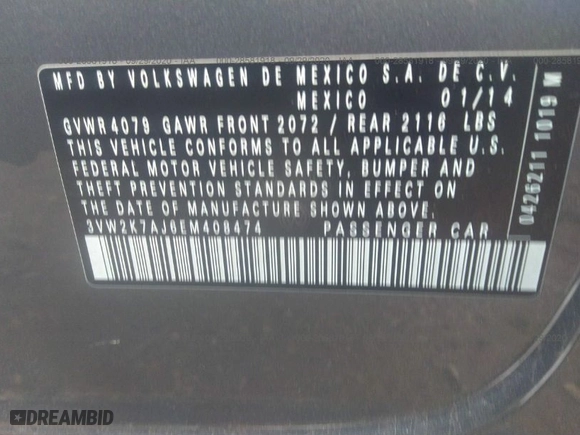 MFD BY VOLKSWAGEN DE MEXICO S.A. DE C.V.
MEXICO 01/14
GVWR 4079 GAWR FRONT 2072 / REAR 2116 LBS
THIS VEHICLE CONFORMS TO ALL APPLICABLE U.S.
FEDERAL MOTOR VEHICLE SAFETY, BUMPER AND
THEFT PREVENTION STANDARDS IN EFFECT ON
THE DATE OF MANUFACTURE SHOWN ABOVE.
3VW2K7AJ6EM408474 PASSENGER CAR
0426211 1019 M
DREAMBID